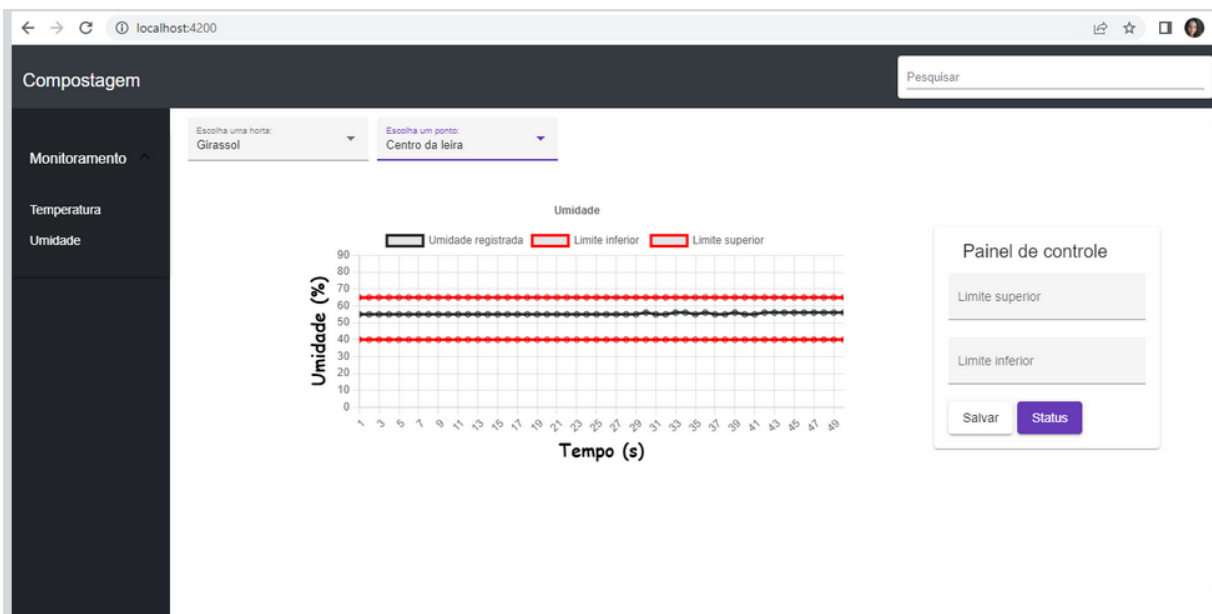 localhost:4200
Compostagem
Pesquisar
Monitoramento
Temperatura
Umidade
Escolha uma horta:
Girassol
Escolha um ponto:
Centro da leira
Umidade
Umidade registrada Limite inferior Limite superior
90
80
70
60
50
40
30
20
10
0
Umidade (%)
1 3 5 7 9 11 13 15 17 19 21 23 25 27 29 31 33 35 37 39 41 43 45 47 49
Tempo (s)
Painel de controle
Limite superior
Limite inferior
Salvar Status